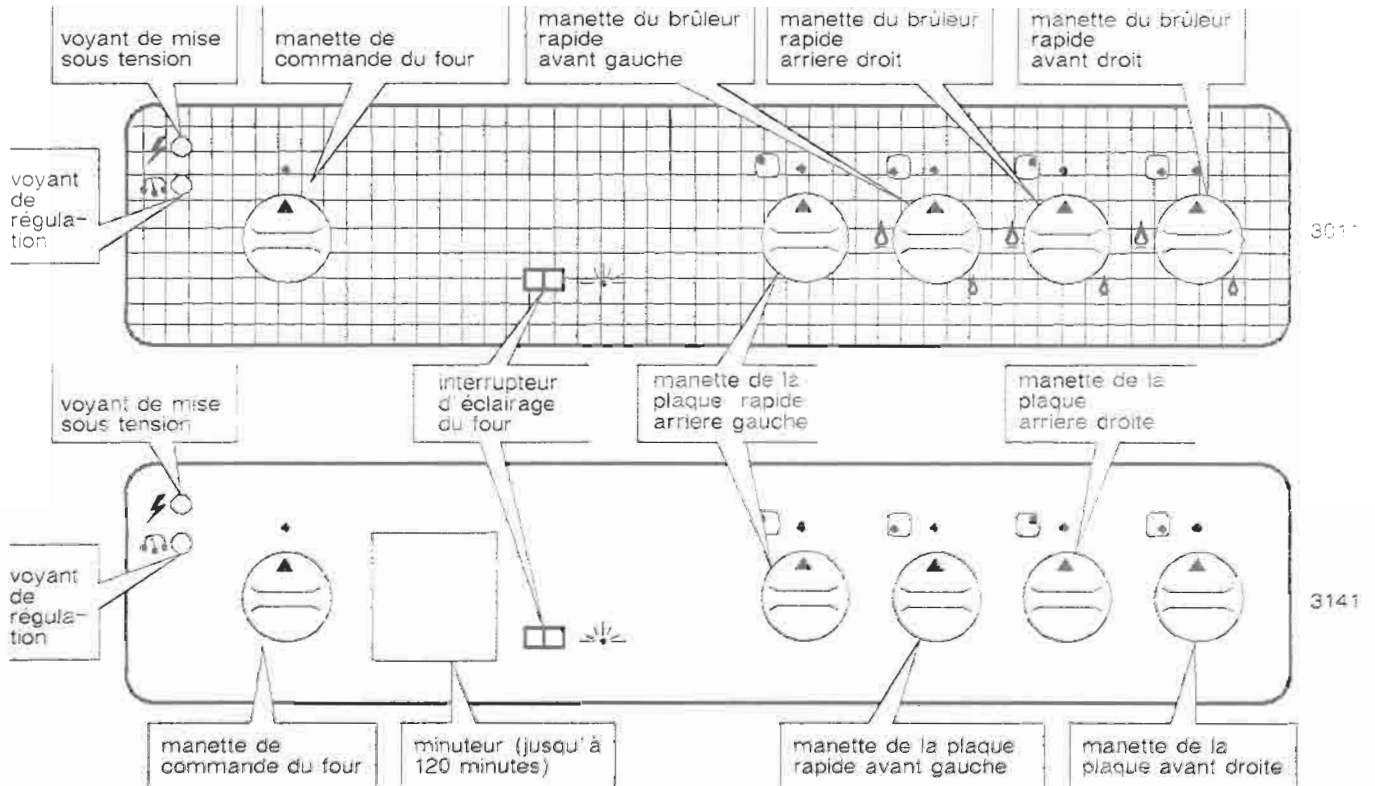 voyant de mise
sous tension
manette de
commande du four
manette du brûleur
rapide
avant gauche
manette du brûleur
rapide
arriere droit
manette du brûleur
rapide
avant droit
voyant
de
régula-
tion
voyant de mise
sous tension
interrupteur
d'éclairage
du four
manette de la
plaque rapide
arriere gauche
manette de la
plaque
arriere droite
voyant
de
régula-
tion
3141
manette de
commande du four
minuteur (jusqu'à
120 minutes)
manette de la plaque
rapide avant gauche
manette de la
plaque avant droite